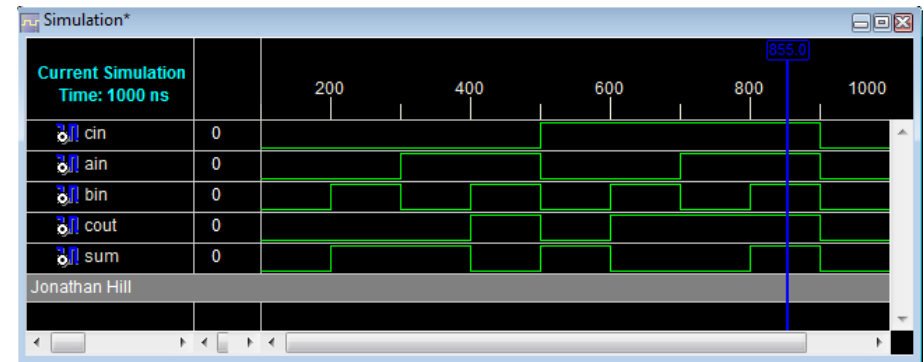 Simulation*
855.0
Current Simulation
Time: 1000 ns
200 400 600 800 1000
cin 0
ain 0
bin 0
cout 0
sum 0
Jonathan Hill